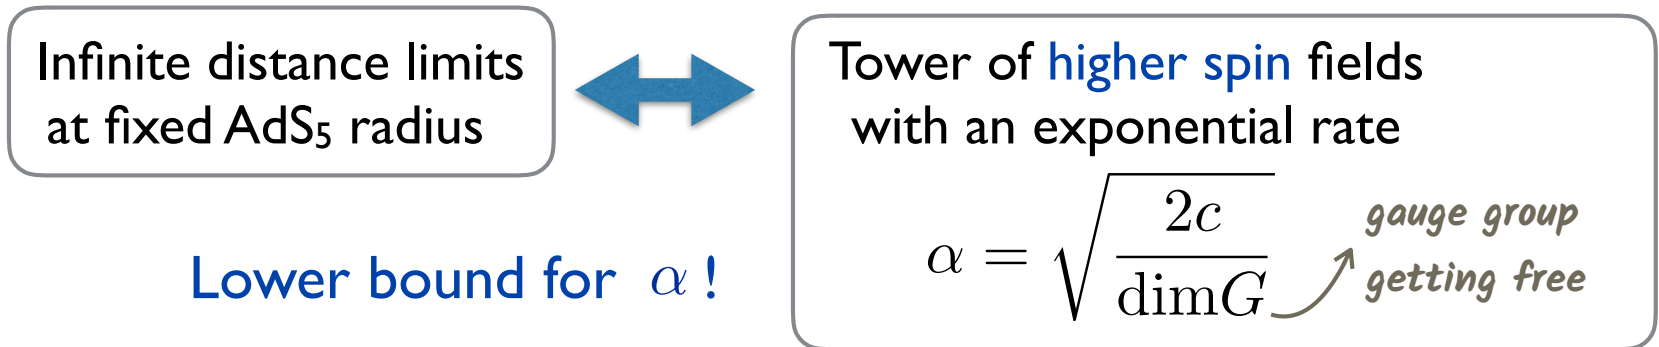 Infinite distance limits
at fixed AdS₅ radius
Tower of higher spin fields
with an exponential rate
α = √(2c/dimG)
gauge group
getting free
Lower bound for α !